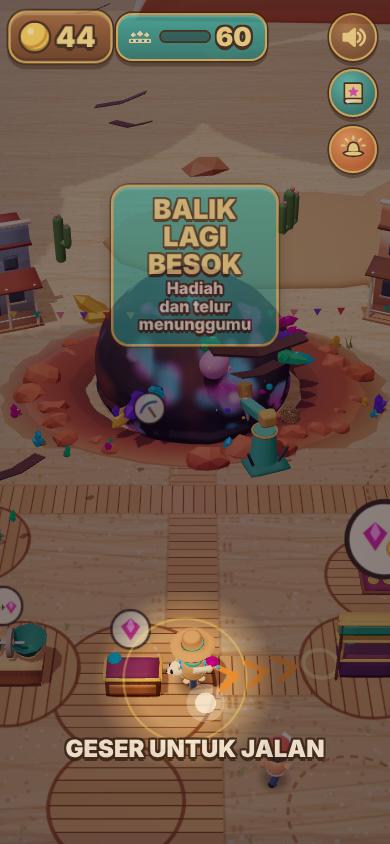 44
60
BALIK
LAGI
BESOK
Hadiah
dan telur
menunggumu
GESER UNTUK JALAN